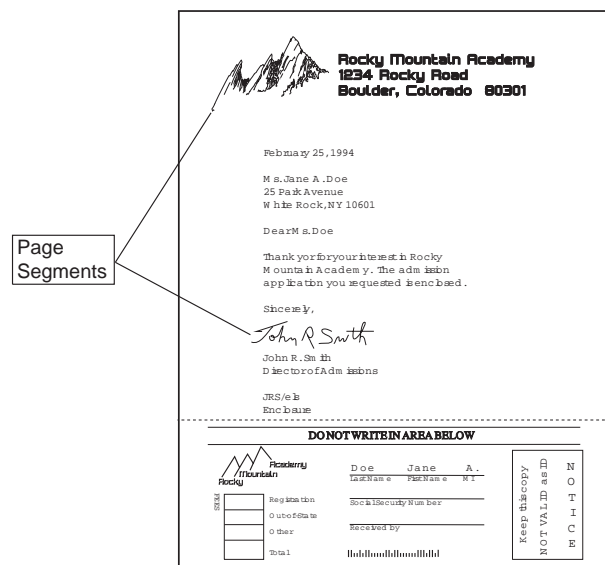 Rocky Mountain Academy
1234 Rocky Road
Boulder, Colorado 80301
February 25, 1994
Ms. Jane A. Doe
25 Park Avenue
White Rock, NY 10601
Dear Ms. Doe
Page
Segments
Thank yor for your interest in Rocky
Mountain Academy. The admission
application you requested is enclosed.
Sincerely,
John R Smith
John R. Smith
Director of Admissions
JRS/els
Enclosure
DO NOT WRITE IN AREA BELOW
Rocky
Mountain
Academy
Doe Jane A.
Last Name First Name MI
Registration
Out-of-State
Other
Total
Social Security Number
Received by
Keep this copy
NOT VALID as ID
NOTICE